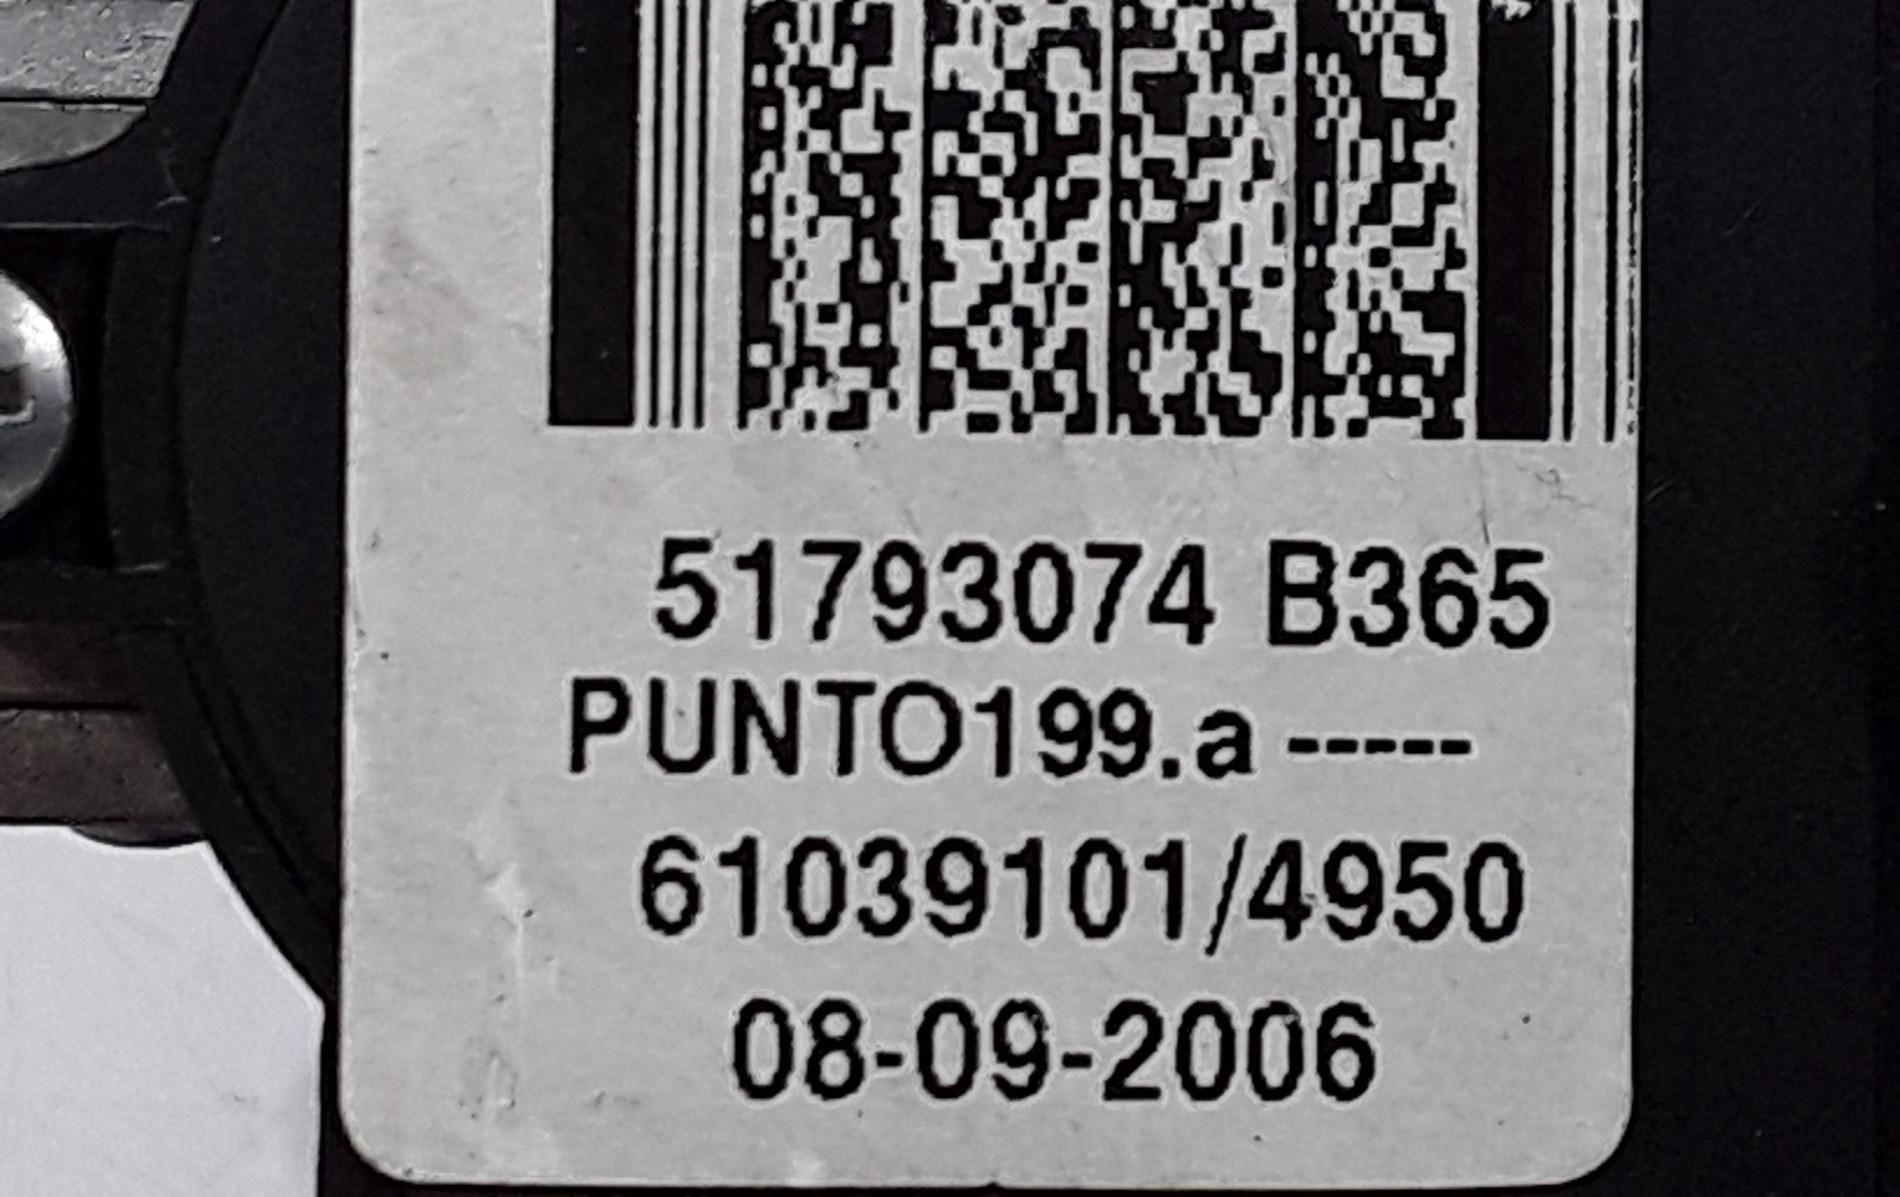 51793074 B365
PUNTO199.a -----
61039101/4950
08-09-2006